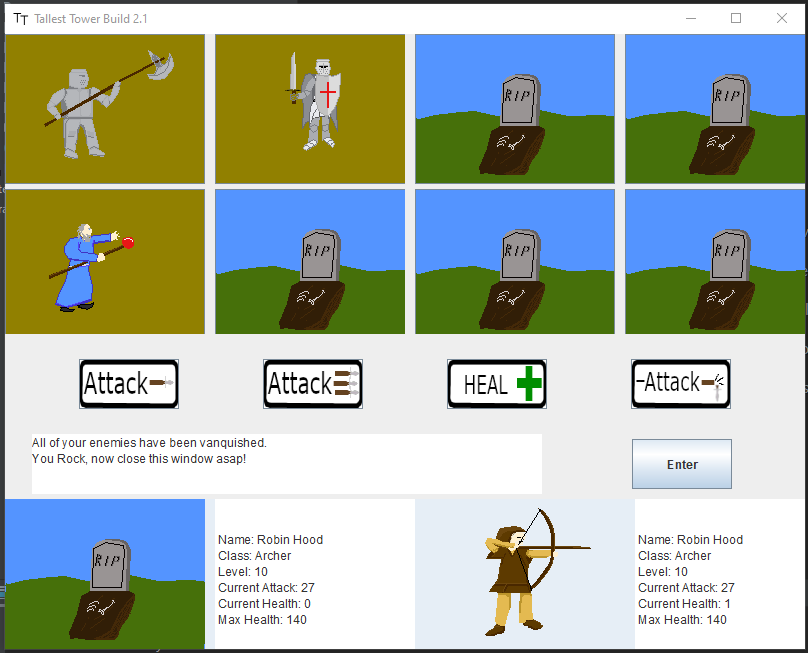 TT Tallest Tower Build 2.1
RIP
RIP
RIP
RIP
RIP
Attack
Attack
HEAL
-Attack
All of your enemies have been vanquished.
You Rock, now close this window asap!
Enter
RIP
Name: Robin Hood
Class: Archer
Level: 10
Current Attack: 27
Current Health: 0
Max Health: 140
Name: Robin Hood
Class: Archer
Level: 10
Current Attack: 27
Current Health: 1
Max Health: 140